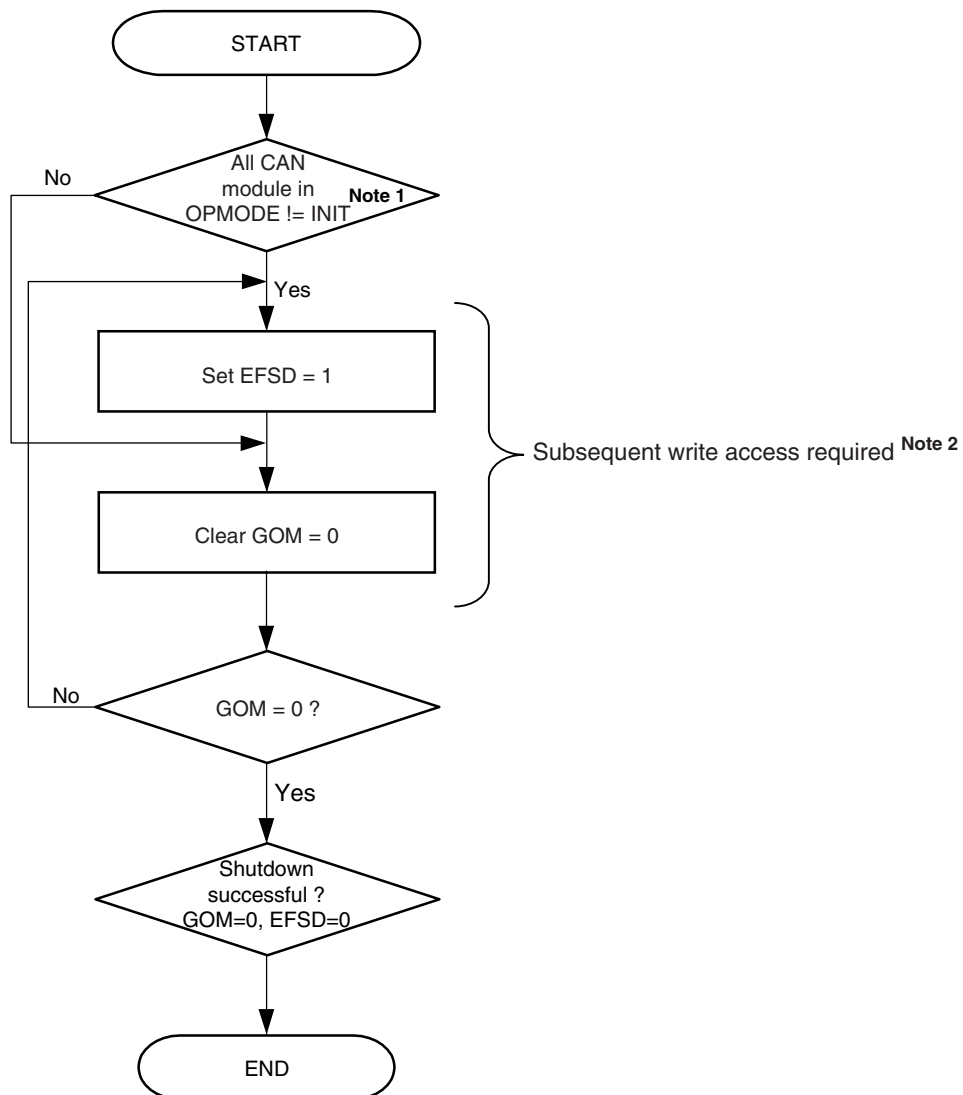 START
All CAN
module in
OPMODE != INIT Note 1
No
Yes
Set EFSD = 1
Subsequent write access required Note 2
Clear GOM = 0
No
GOM = 0 ?
Yes
Shutdown
successful ?
GOM=0, EFSD=0
END